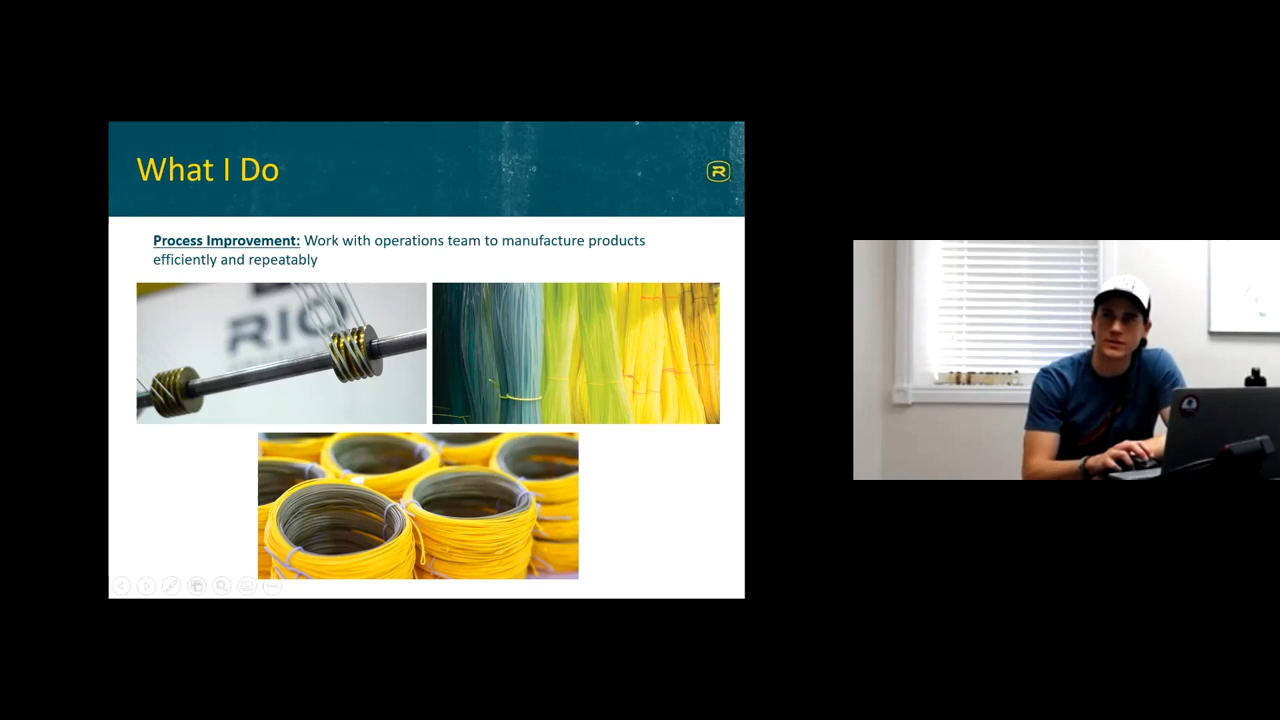 What I Do
R
Process Improvement: Work with operations team to manufacture products
efficiently and repeatably
RIO